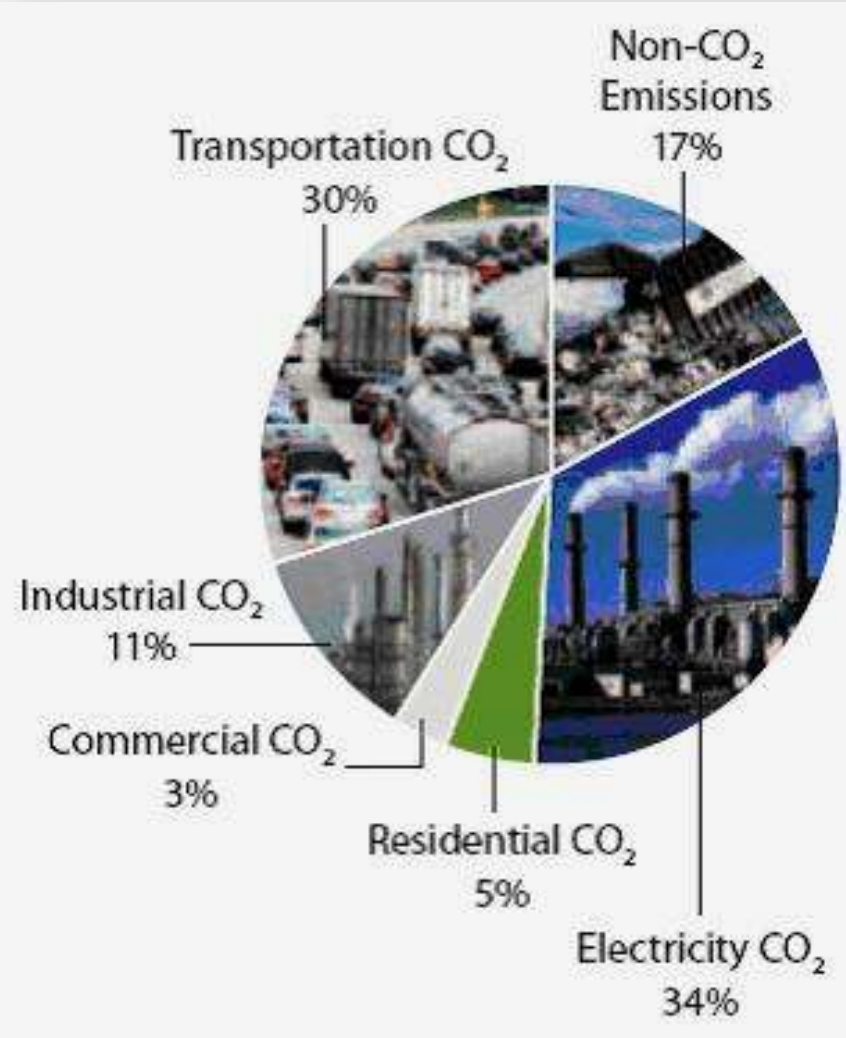 Non-CO₂
Emissions
17%
Transportation CO₂
30%
Industrial CO₂
11%
Commercial CO₂
3%
Residential CO₂
5%
Electricity CO₂
34%